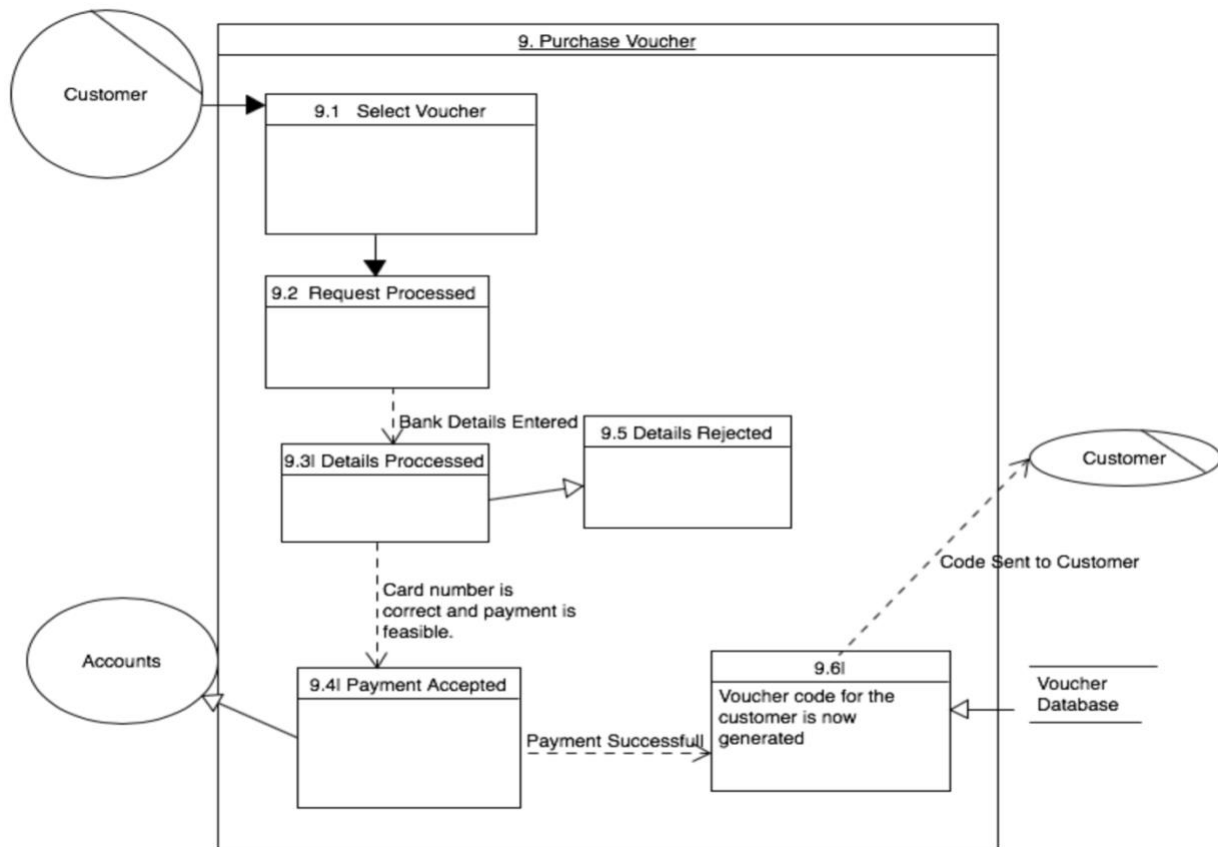 9. Purchase Voucher
Customer
9.1 Select Voucher
9.2 Request Processed
Bank Details Entered
9.5 Details Rejected
9.3l Details Proccessed
Customer
Code Sent to Customer
Card number is
correct and payment is
feasible.
Accounts
9.4l Payment Accepted
9.6l
Voucher code for the
customer is now
generated
Voucher
Database
Payment Successfull